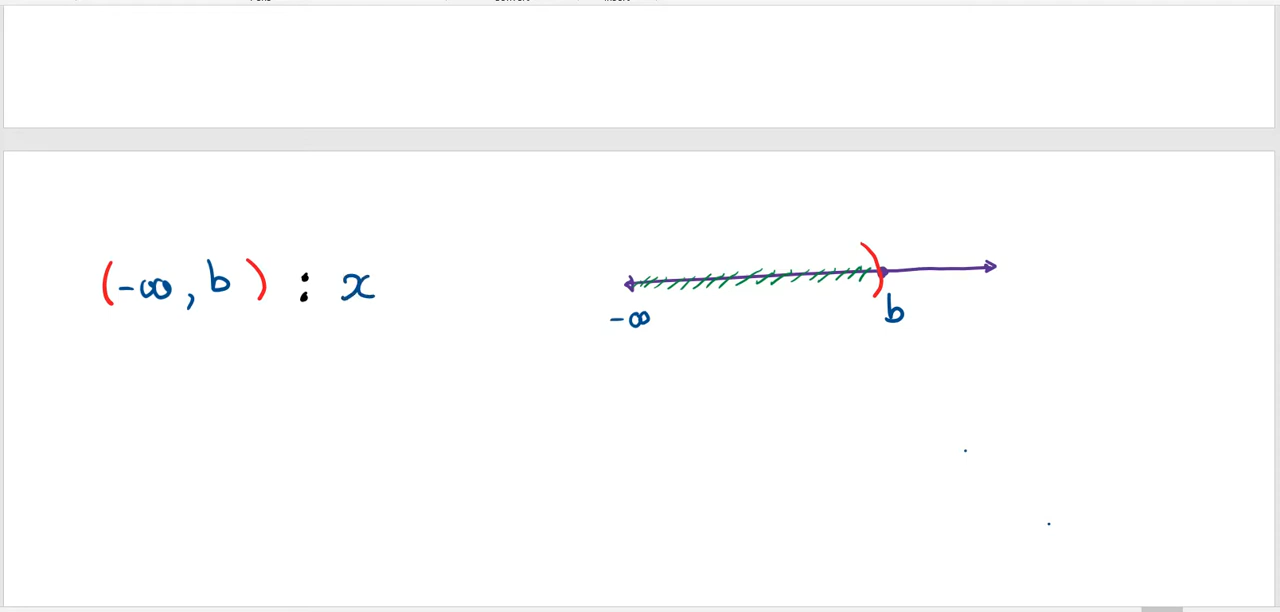 (-∞, b) : x
-∞
b